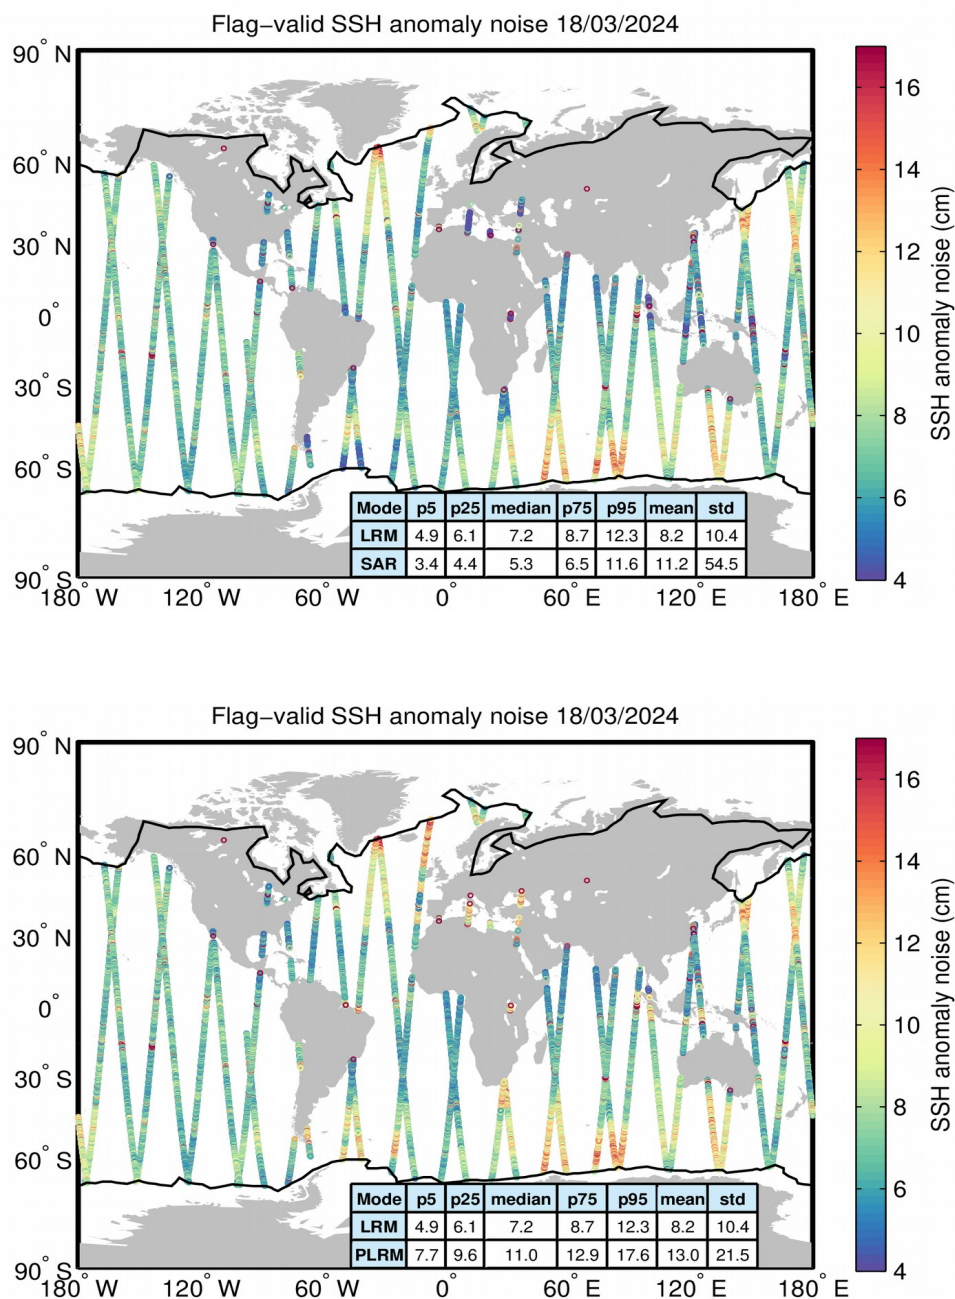 Flag−valid SSH anomaly noise 18/03/2024
90° N
60° N
30° N
0°
30° S
60° S
90° S
180° W 120° W 60° W 0° 60° E 120° E 180° E
16
14
12
10
8
6
4
SSH anomaly noise (cm)
Mode p5 p25 median p75 p95 mean std
LRM 4.9 6.1 7.2 8.7 12.3 8.2 10.4
SAR 3.4 4.4 5.3 6.5 11.6 11.2 54.5
Flag−valid SSH anomaly noise 18/03/2024
90° N
60° N
30° N
0°
30° S
60° S
90° S
180° W 120° W 60° W 0° 60° E 120° E 180° E
16
14
12
10
8
6
4
SSH anomaly noise (cm)
Mode p5 p25 median p75 p95 mean std
LRM 4.9 6.1 7.2 8.7 12.3 8.2 10.4
PLRM 7.7 9.6 11.0 12.9 17.6 13.0 21.5